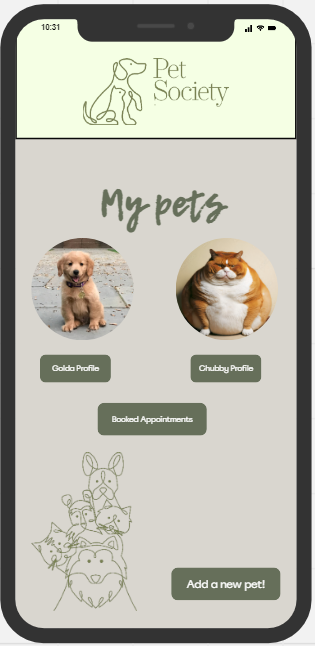 10:31
Pet
Society
My pets
Golda Profile
Chubby Profile
Booked Appointments
Add a new pet!